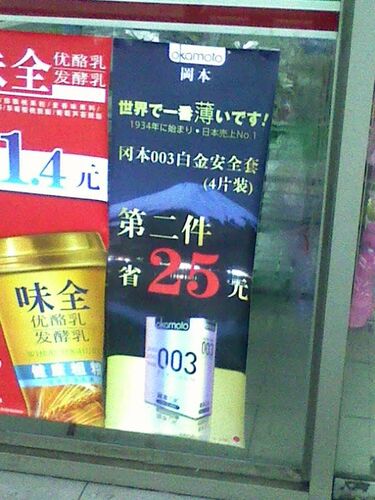 味全 优酪乳
发酵乳
1.4元
味全
优酪乳
发酵乳
okamoto
岡本
世界で一番薄いです!
1934年に始まり・日本売上No.1
冈本003白金安全套
(4片装)
第二件
省25元
okamoto
003
003